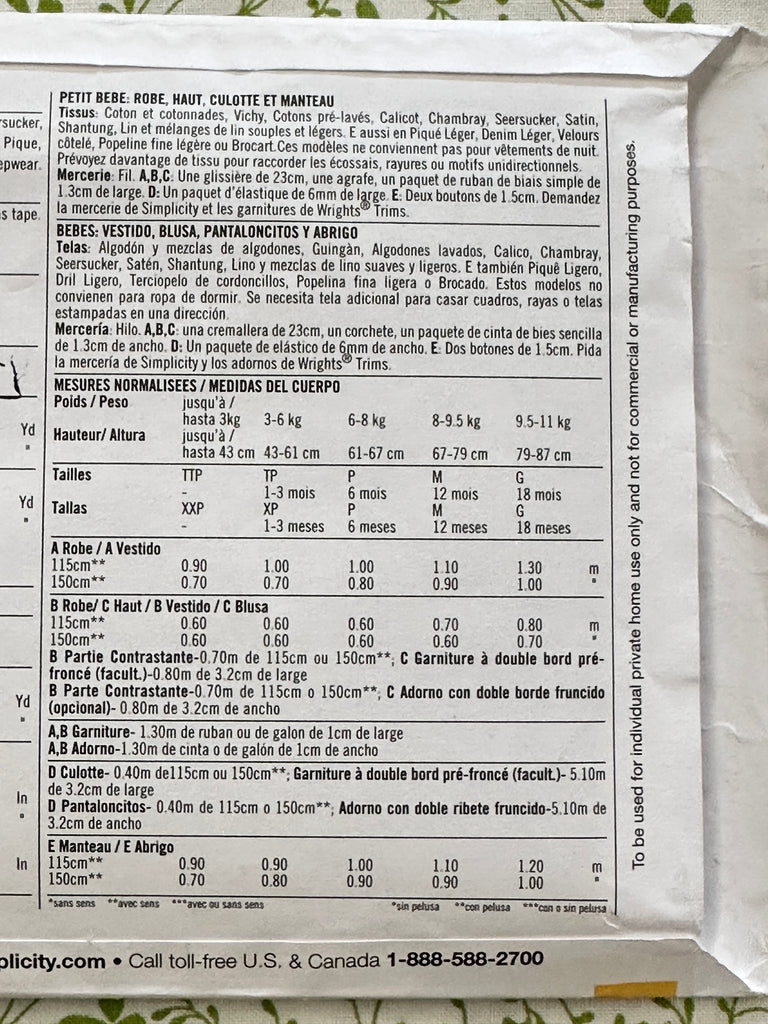 rsucker,
Pique,
epwear.
s tape.
Yd
"
Yd
"
Yd
"
In
"
In
PETIT BEBE: ROBE, HAUT, CULOTTE ET MANTEAU
Tissus: Coton et cotonnades, Vichy, Cotons pré-lavés, Calicot, Chambray, Seersucker, Satin,
Shantung, Lin et mélanges de lin souples et légers. E aussi en Piqué Léger, Denim Léger, Velours
côtelé, Popeline fine légère ou Brocart.Ces modèles ne conviennent pas pour vêtements de nuit.
Prévoyez davantage de tissu pour raccorder les écossais, rayures ou motifs unidirectionnels.
Mercerie: Fil. A,B,C: Une glissière de 23cm, une agrafe, un paquet de ruban de biais simple de
1.3cm de large. D: Un paquet d'élastique de 6mm de large. E: Deux boutons de 1.5cm. Demandez
la mercerie de Simplicity et les garnitures de Wrights® Trims.
BEBES: VESTIDO, BLUSA, PANTALONCITOS Y ABRIGO
Telas: Algodón y mezclas de algodones, Guingàn, Algodones lavados, Calico, Chambray,
Seersucker, Satén, Shantung, Lino y mezclas de lino suaves y ligeros. E también Piquê Ligero,
Dril Ligero, Terciopelo de cordoncillos, Popelina fina ligera o Brocado. Estos modelos no
convienen para ropa de dormir. Se necesita tela adicional para casar cuadros, rayas o telas
estampadas en una dirección.
Mercería: Hilo. A,B,C: una cremallera de 23cm, un corchete, un paquete de cinta de bies sencilla
de 1.3cm de ancho. D: Un paquete de elástico de 6mm de ancho. E: Dos botones de 1.5cm. Pida
la mercería de Simplicity y los adornos de Wrights® Trims.
MESURES NORMALISEES / MEDIDAS DEL CUERPO
Poids / Peso jusqu'à /
hasta 3kg 3-6 kg 6-8 kg 8-9.5 kg 9.5-11 kg
Hauteur/ Altura jusqu'à /
hasta 43 cm 43-61 cm 61-67 cm 67-79 cm 79-87 cm
Tailles TTP TP P M G
- 1-3 mois 6 mois 12 mois 18 mois
Tallas XXP XP P M G
- 1-3 meses 6 meses 12 meses 18 meses
A Robe / A Vestido
115cm** 0.90 1.00 1.00 1.10 1.30 m
150cm** 0.70 0.70 0.80 0.90 1.00 "
B Robe/ C Haut / B Vestido / C Blusa
115cm** 0.60 0.60 0.60 0.70 0.80 m
150cm** 0.60 0.60 0.60 0.60 0.70 "
B Partie Contrastante-0.70m de 115cm ou 150cm**; C Garniture à double bord pré-
froncé (facult.)-0.80m de 3.2cm de large
B Parte Contrastante-0.70m de 115cm o 150cm**; C Adorno con doble borde fruncido
(opcional)- 0.80m de 3.2cm de ancho
A,B Garniture- 1.30m de ruban ou de galon de 1cm de large
A,B Adorno-1.30m de cinta o de galón de 1cm de ancho
D Culotte- 0.40m de115cm ou 150cm**; Garniture à double bord pré-froncé (facult.)- 5.10m
de 3.2cm de large
D Pantaloncitos- 0.40m de 115cm o 150cm**; Adorno con doble ribete fruncido-5.10m de
3.2cm de ancho
E Manteau / E Abrigo
115cm** 0.90 0.90 1.00 1.10 1.20 m
150cm** 0.70 0.80 0.90 0.90 1.00 "
*sans sens **avec sens ***avec ou sans sens *sin pelusa **con pelusa ***con o sin pelusa
To be used for individual private home use only and not for commercial or manufacturing purposes.
plicity.com • Call toll-free U.S. & Canada 1-888-588-2700